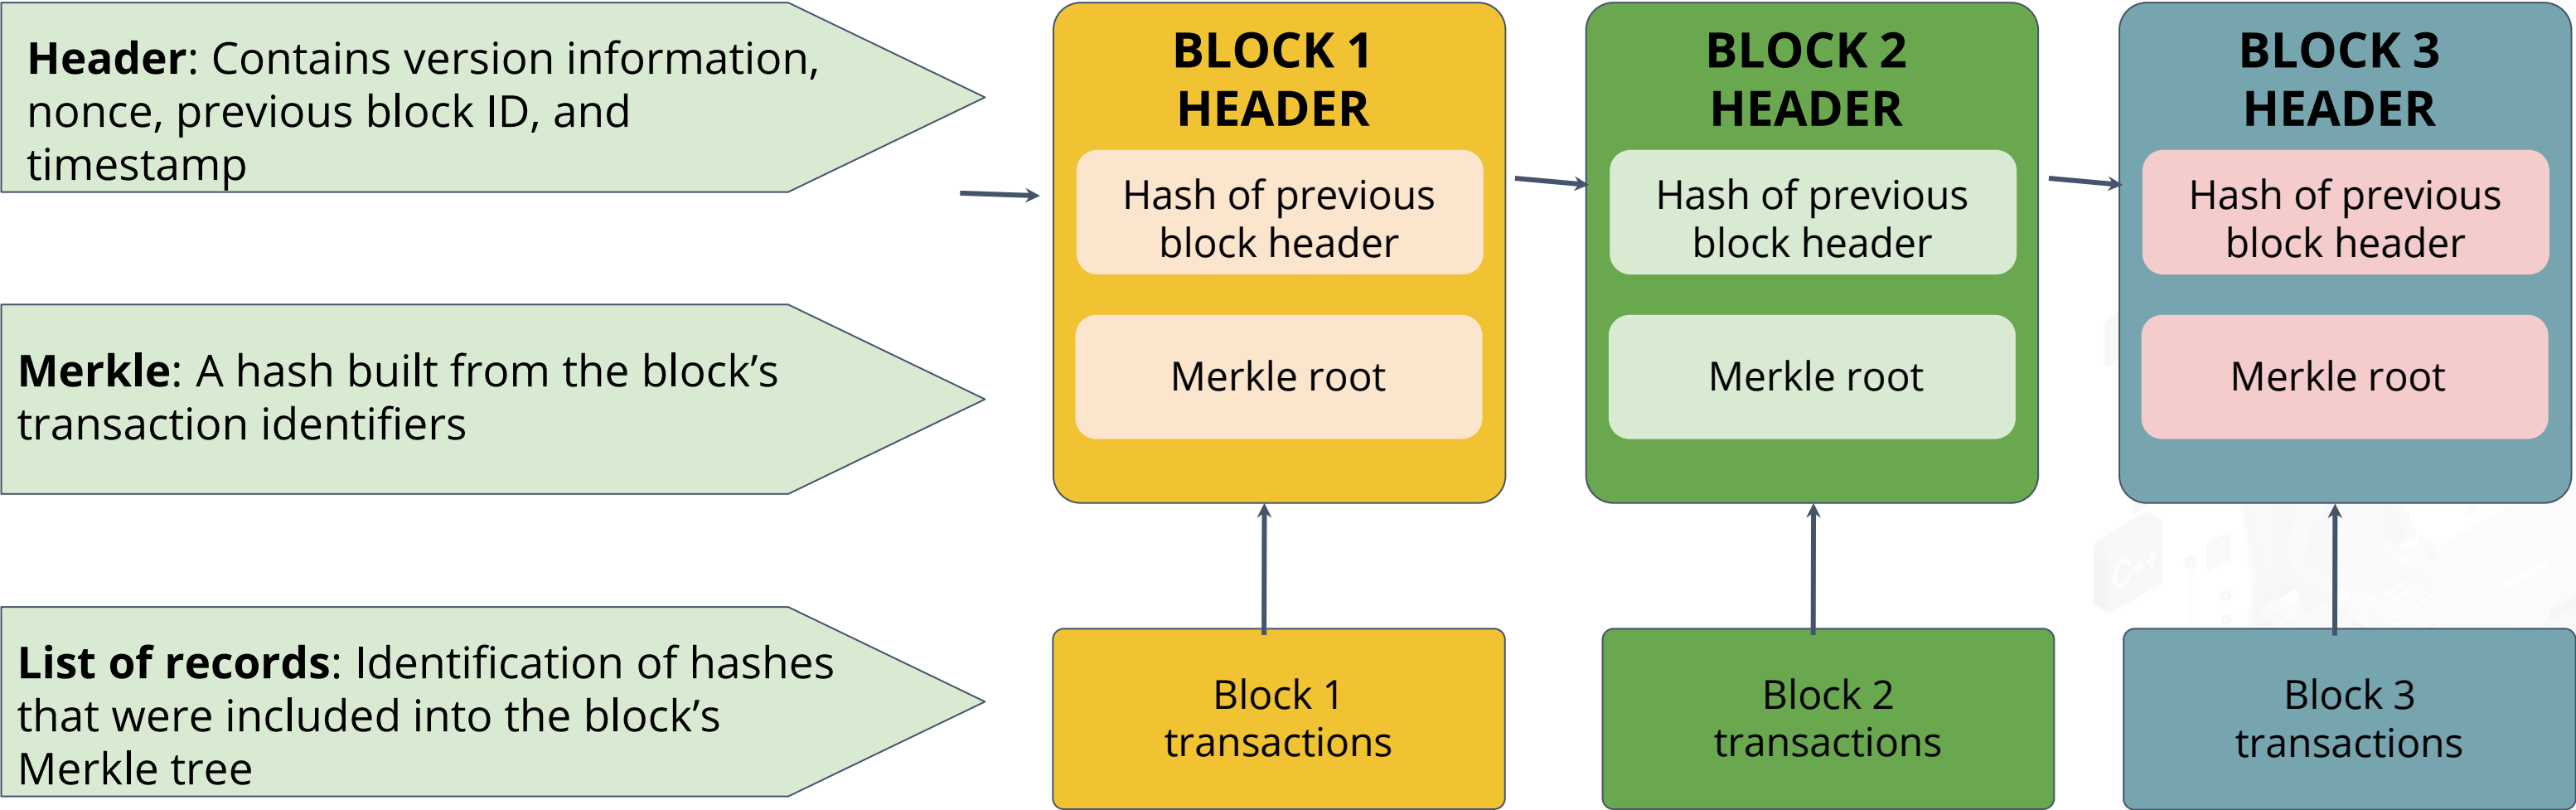 Header: Contains version information,
nonce, previous block ID, and
timestamp
Merkle: A hash built from the block’s
transaction identifiers
List of records: Identification of hashes
that were included into the block’s
Merkle tree
BLOCK 1
HEADER
Hash of previous
block header
Merkle root
Block 1
transactions
BLOCK 2
HEADER
Hash of previous
block header
Merkle root
Block 2
transactions
BLOCK 3
HEADER
Hash of previous
block header
Merkle root
Block 3
transactions
C++